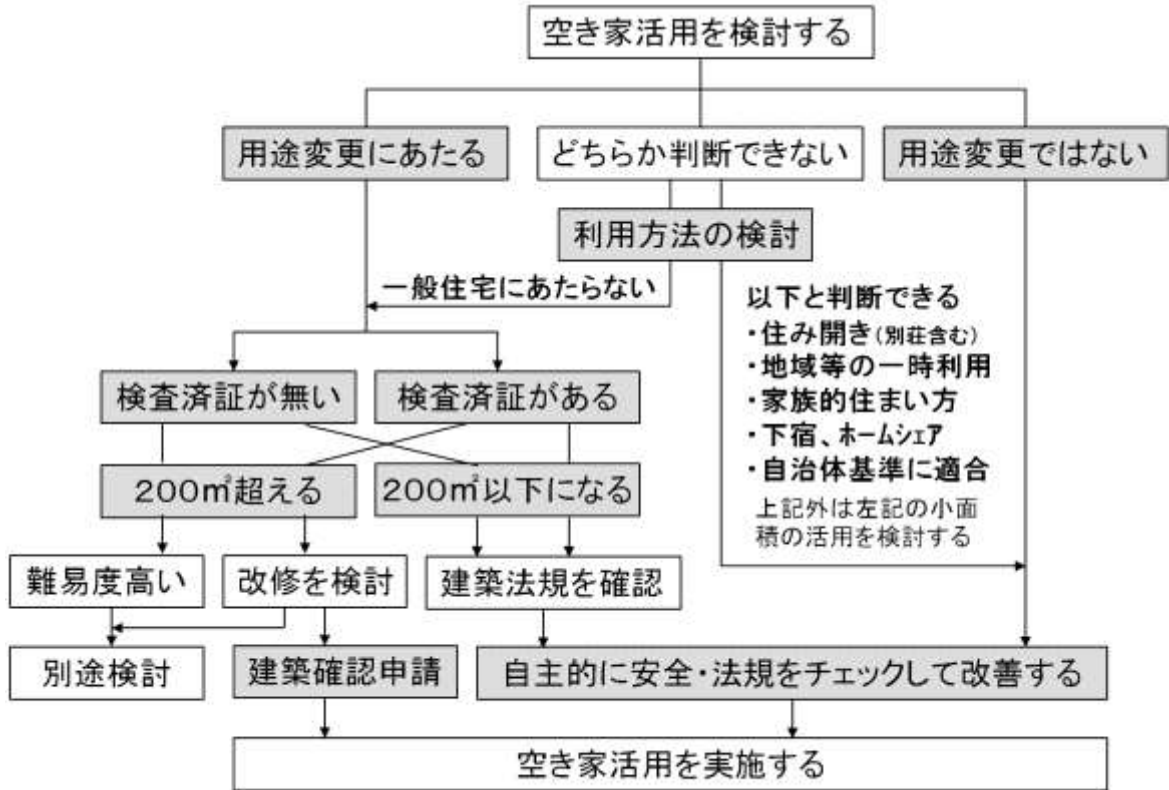 空き家活用を検討する
用途変更にあたる
どちらか判断できない
用途変更ではない
利用方法の検討
一般住宅にあたらない
以下と判断できる
・住み開き(別荘含む)
・地域等の一時利用
・家族的住まい方
・下宿、ホームシェア
・自治体基準に適合
上記外は左記の小面
積の活用を検討する
検査済証が無い
検査済証がある
200㎡超える
200㎡以下になる
難易度高い
改修を検討
建築法規を確認
別途検討
建築確認申請
自主的に安全・法規をチェックして改善する
空き家活用を実施する